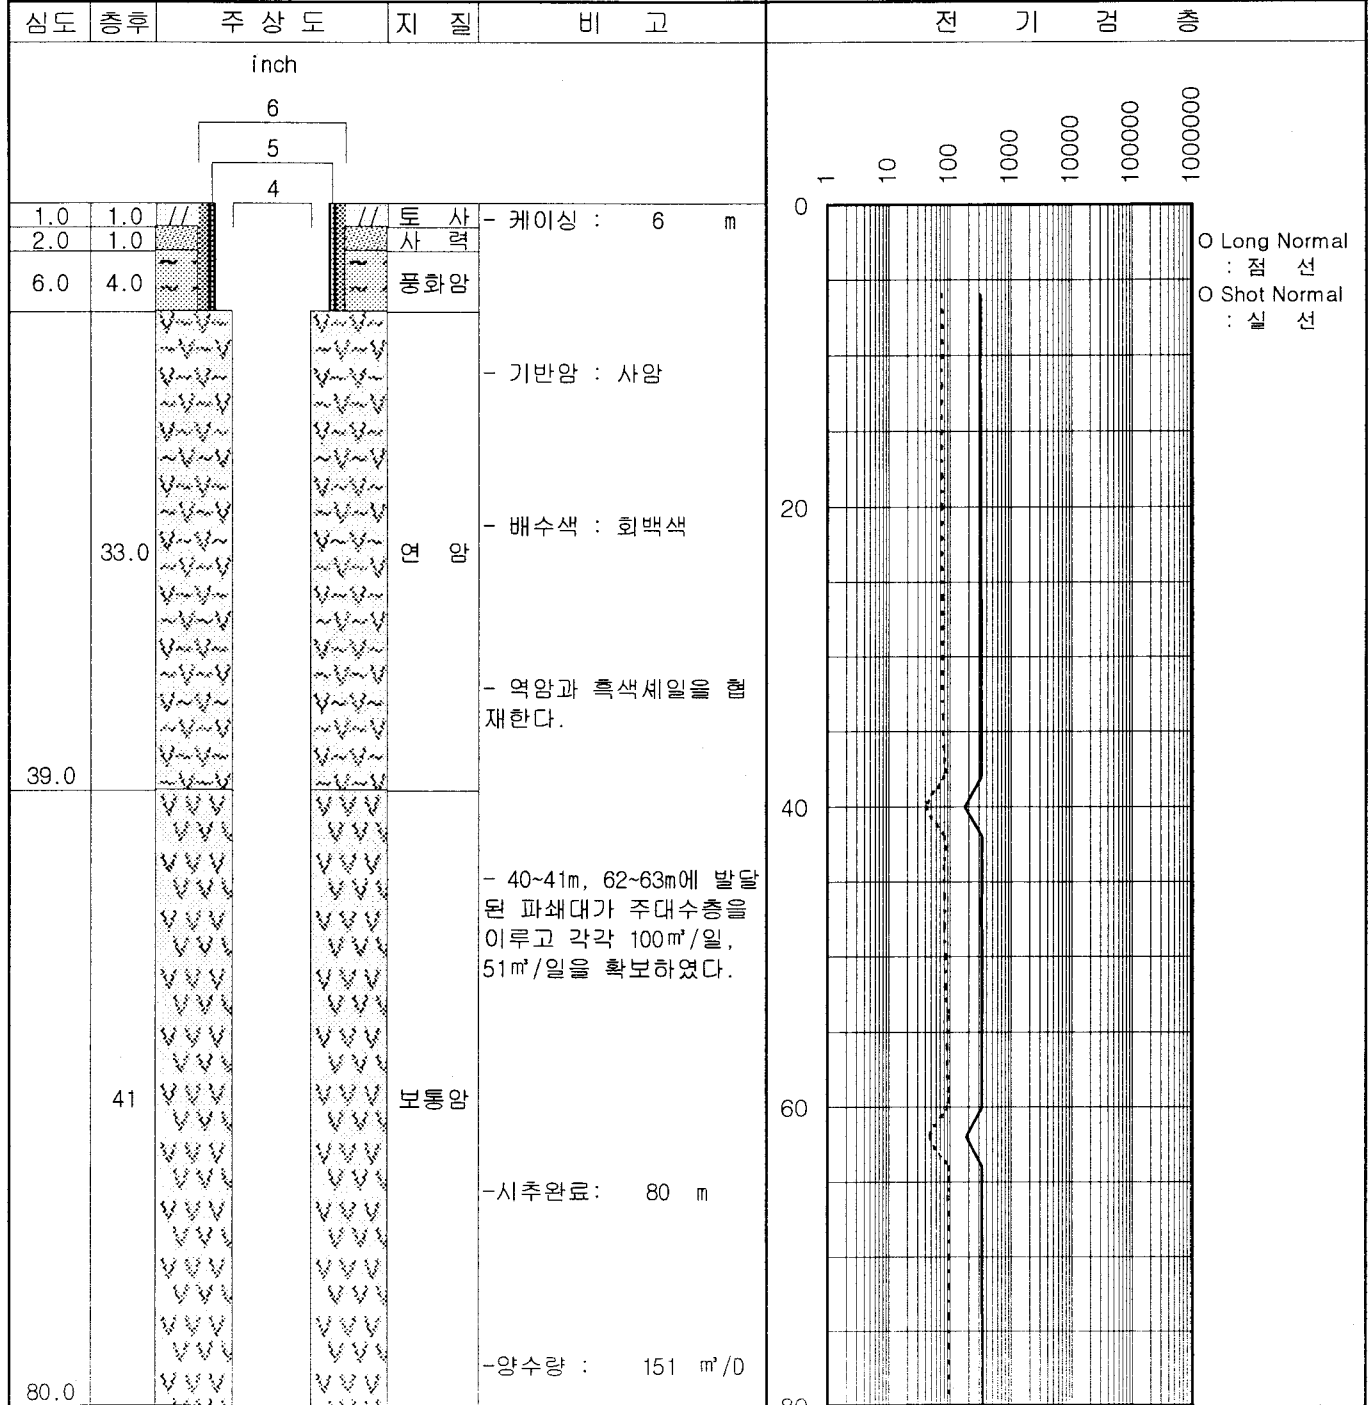 심도 층후 주 상 도 지 질 비 고 전 기 검 층
inch
6
5
4
1 10 100 1000 10000 100000 1000000
0
1.0 1.0 토 사 - 케이싱 : 6 m
2.0 1.0 사 력
6.0 4.0 풍화암
O Long Normal
: 점 선
O Shot Normal
: 실 선
- 기반암 : 사암
20
- 배수색 : 회백색
33.0 연 암
- 역암과 흑색셰일을 협
재한다.
39.0
40
- 40~41m, 62~63m에 발달
된 파쇄대가 주대수층을
이루고 각각 100㎥/일,
51㎥/일을 확보하였다.
41 보통암
60
-시추완료: 80 m
-양수량 : 151 ㎥/D
80.0
80